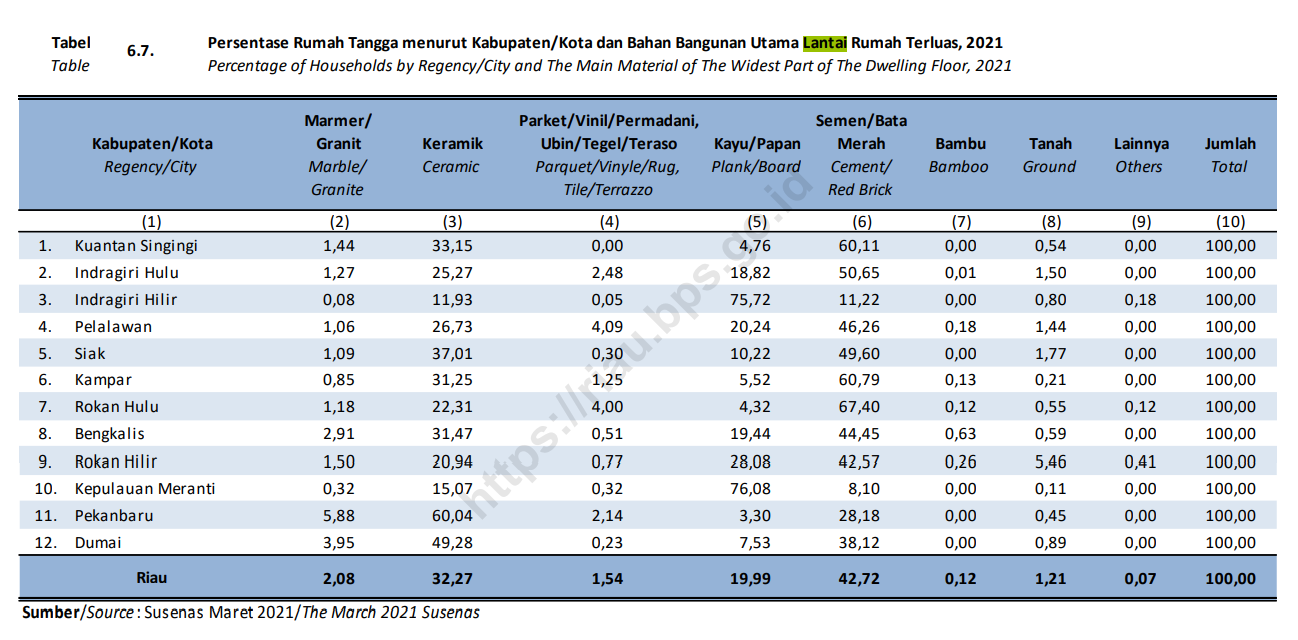 Tabel 6.7. Persentase Rumah Tangga menurut Kabupaten/Kota dan Bahan Bangunan Utama Lantai Rumah Terluas, 2021
Table Percentage of Households by Regency/City and The Main Material of The Widest Part of The Dwelling Floor, 2021
Kabupaten/Kota
Regency/City
Marmer/
Granit
Marble/
Granite
Keramik
Ceramic
Parket/Vinil/Permadani,
Ubin/Tegel/Teraso
Parquet/Vinyle/Rug,
Tile/Terrazzo
Kayu/Papan
Plank/Board
Semen/Bata
Merah
Cement/
Red Brick
Bambu
Bamboo
Tanah
Ground
Lainnya
Others
Jumlah
Total
(1) (2) (3) (4) (5) (6) (7) (8) (9) (10)
1. Kuantan Singingi 1,44 33,15 0,00 4,76 60,11 0,00 0,54 0,00 100,00
2. Indragiri Hulu 1,27 25,27 2,48 18,82 50,65 0,01 1,50 0,00 100,00
3. Indragiri Hilir 0,08 11,93 0,05 75,72 11,22 0,00 0,80 0,18 100,00
4. Pelalawan 1,06 26,73 4,09 20,24 46,26 0,18 1,44 0,00 100,00
5. Siak 1,09 37,01 0,30 10,22 49,60 0,00 1,77 0,00 100,00
6. Kampar 0,85 31,25 1,25 5,52 60,79 0,13 0,21 0,00 100,00
7. Rokan Hulu 1,18 22,31 4,00 4,32 67,40 0,12 0,55 0,12 100,00
8. Bengkalis 2,91 31,47 0,51 19,44 44,45 0,63 0,59 0,00 100,00
9. Rokan Hilir 1,50 20,94 0,77 28,08 42,57 0,26 5,46 0,41 100,00
10. Kepulauan Meranti 0,32 15,07 0,32 76,08 8,10 0,00 0,11 0,00 100,00
11. Pekanbaru 5,88 60,04 2,14 3,30 28,18 0,00 0,45 0,00 100,00
12. Dumai 3,95 49,28 0,23 7,53 38,12 0,00 0,89 0,00 100,00
Riau 2,08 32,27 1,54 19,99 42,72 0,12 1,21 0,07 100,00
Sumber/Source : Susenas Maret 2021/The March 2021 Susenas
https://riau.bps.go.id